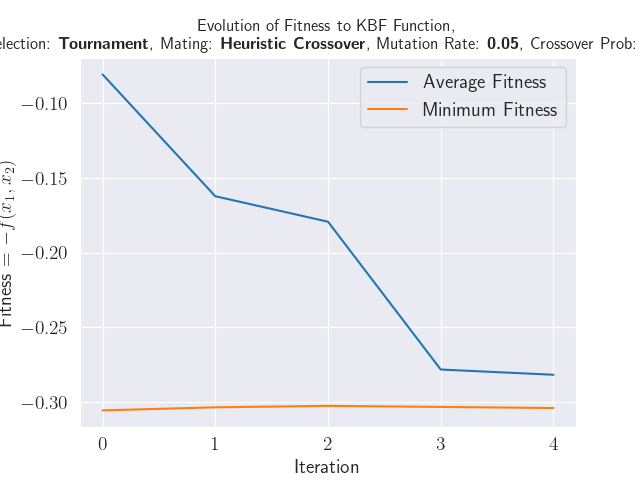 Evolution of Fitness to KBF Function,
Tournament, Mating: Heuristic Crossover, Mutation Rate: 0.05, Crossover Prob:
Average Fitness
Minimum Fitness
Fitness = −f(x₁, x₂)
−0.10
−0.15
−0.20
−0.25
−0.30
0 1 2 3 4
Iteration